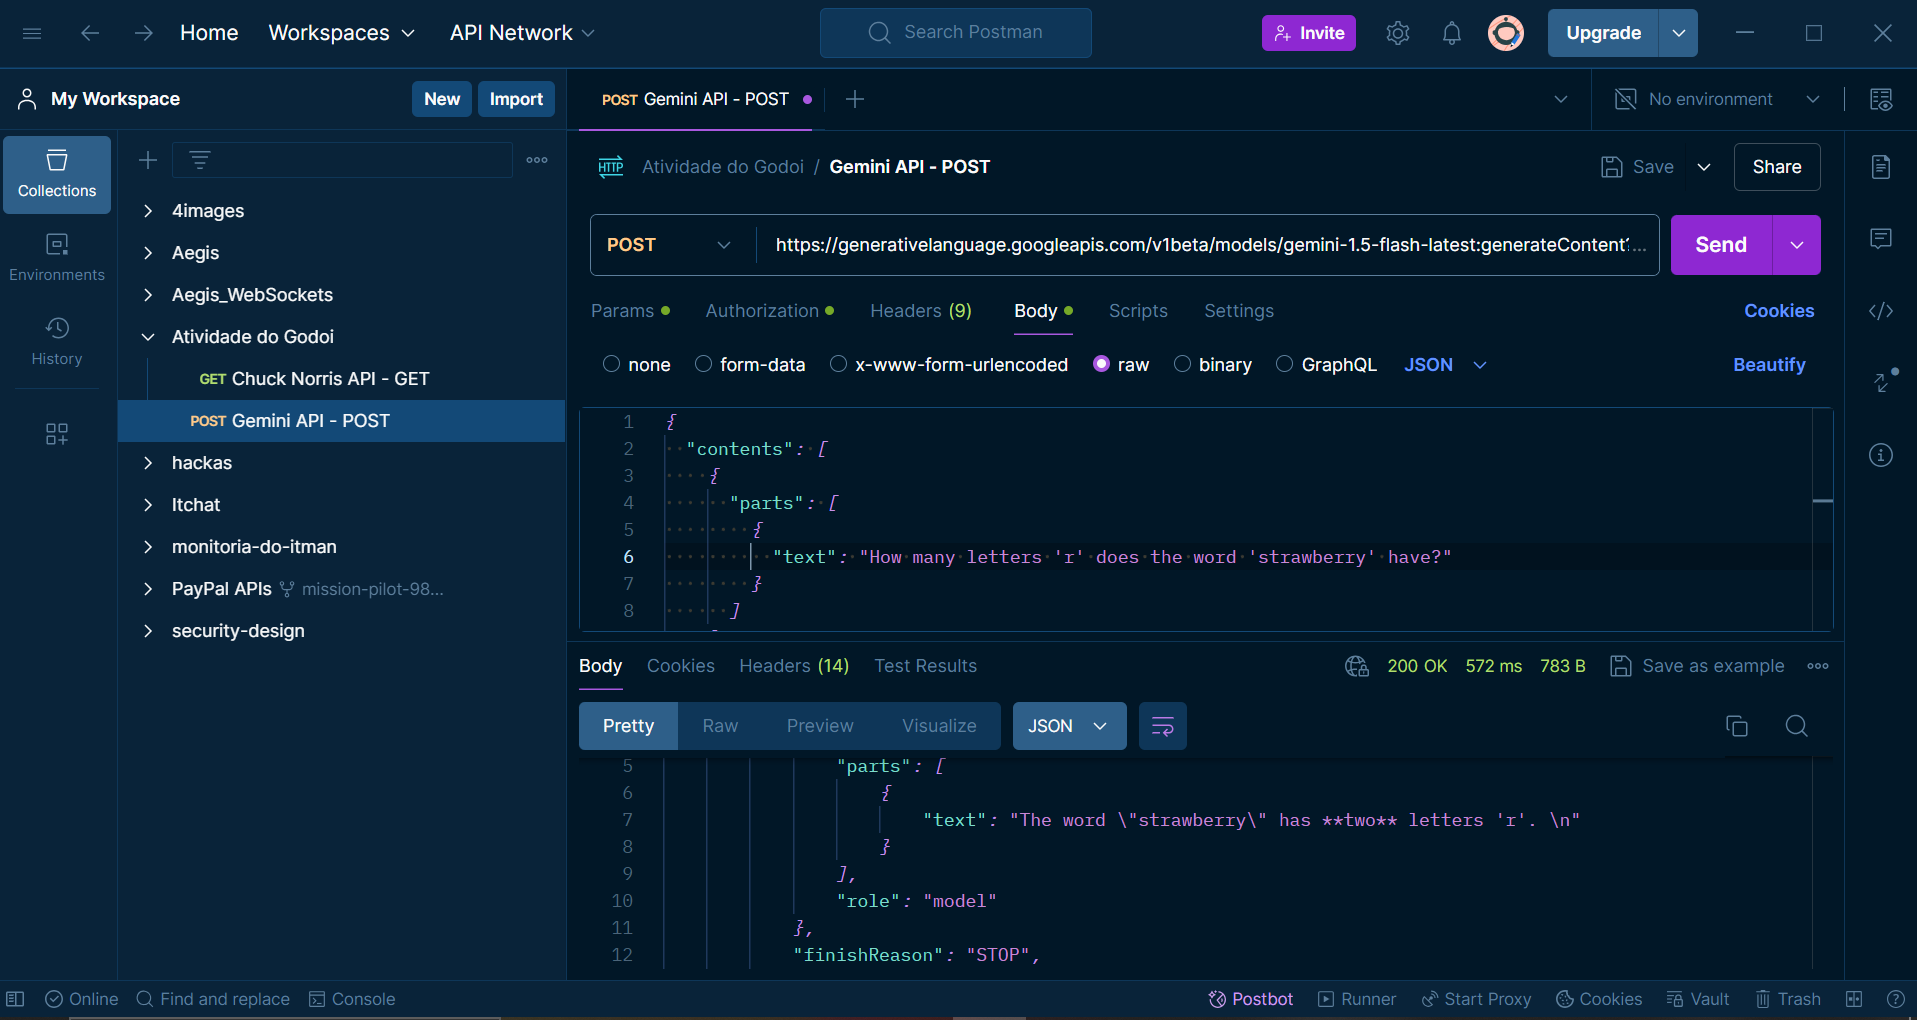 Home Workspaces API Network Search Postman Invite Upgrade
My Workspace New Import
POST Gemini API - POST No environment
Collections
Environments
History
4images
Aegis
Aegis_WebSockets
Atividade do Godoi
GET Chuck Norris API - GET
POST Gemini API - POST
hackas
Itchat
monitoria-do-itman
PayPal APIs mission-pilot-98...
security-design
HTTP Atividade do Godoi / Gemini API - POST Save Share
POST https://generativelanguage.googleapis.com/v1beta/models/gemini-1.5-flash-latest:generateContent?... Send
Params Authorization Headers (9) Body Scripts Settings Cookies
none form-data x-www-form-urlencoded raw binary GraphQL JSON Beautify
1 {
2 "contents": [
3 {
4 "parts": [
5 {
6 "text": "How many letters 'r' does the word 'strawberry' have?"
7 }
8 ]
Body Cookies Headers (14) Test Results 200 OK 572 ms 783 B Save as example
Pretty Raw Preview Visualize JSON
5 "parts": [
6 {
7 "text": "The word \"strawberry\" has **two** letters 'r'. \n"
8 }
9 ],
10 "role": "model"
11 },
12 "finishReason": "STOP",
Online Find and replace Console Postbot Runner Start Proxy Cookies Vault Trash